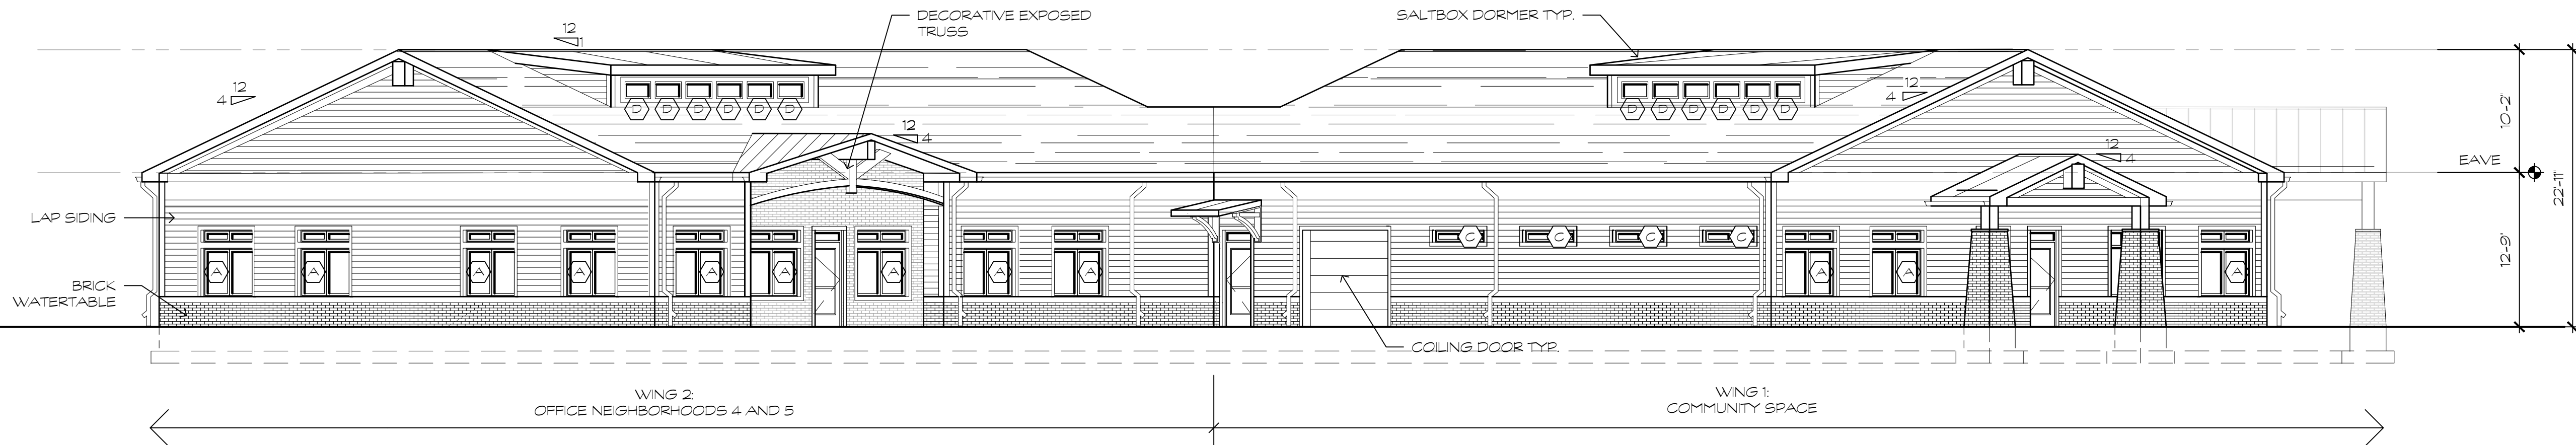 12
1
DECORATIVE EXPOSED
TRUSS
SALTBOX DORMER TYP.
12
4
D D D D D D
12
4
12
4
D D D D D D
12
4
10'-2"
EAVE
22'-11"
12'-9"
LAP SIDING
BRICK
WATERTABLE
A A A A A A A A A A
C C C C
A A A
COILING DOOR TYP.
WING 2:
OFFICE NEIGHBORHOODS 4 AND 5
WING 1:
COMMUNITY SPACE